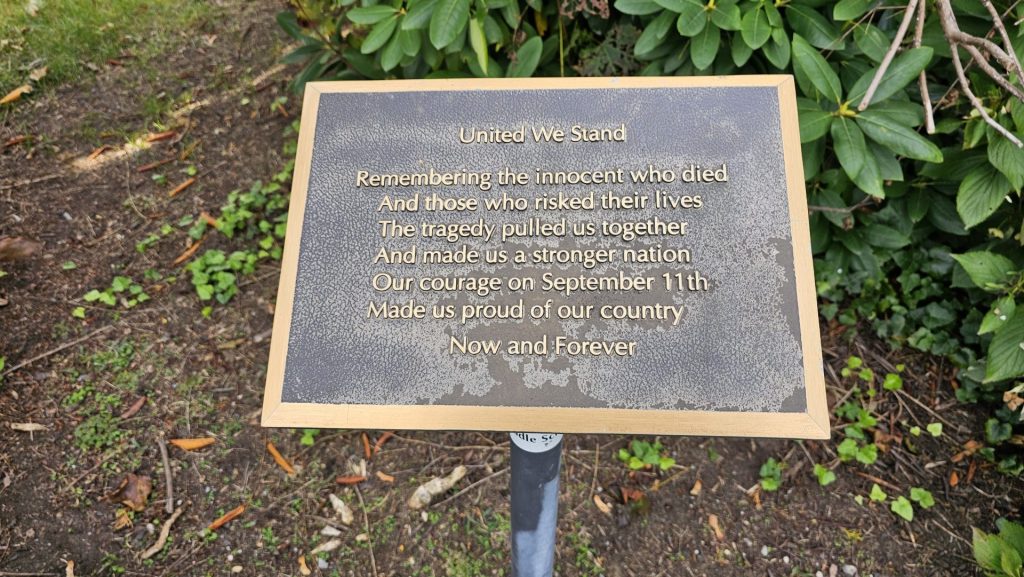 United We Stand
Remembering the innocent who died
And those who risked their lives
The tragedy pulled us together
And made us a stronger nation
Our courage on September 11th
Made us proud of our country
Now and Forever